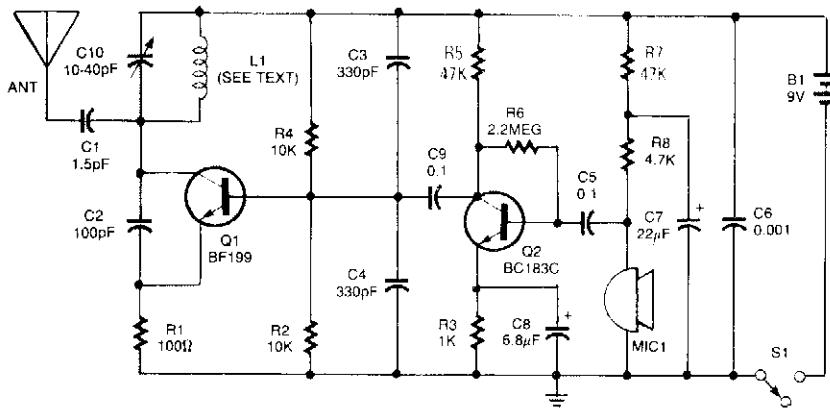 ANT
C10
10-40pF
L1
(SEE TEXT)
C3
330pF
R5
47K
R7
47K
B1
9V
C1
1.5pF
R4
10K
R6
2.2MEG
C9
0.1
C5
0.1
R8
4.7K
C2
100pF
Q1
BF199
Q2
BC183C
C7
22μF
+
C6
0.001
C4
330pF
R1
100Ω
R2
10K
R3
1K
C8
6.8μF
+
MIC1
S1